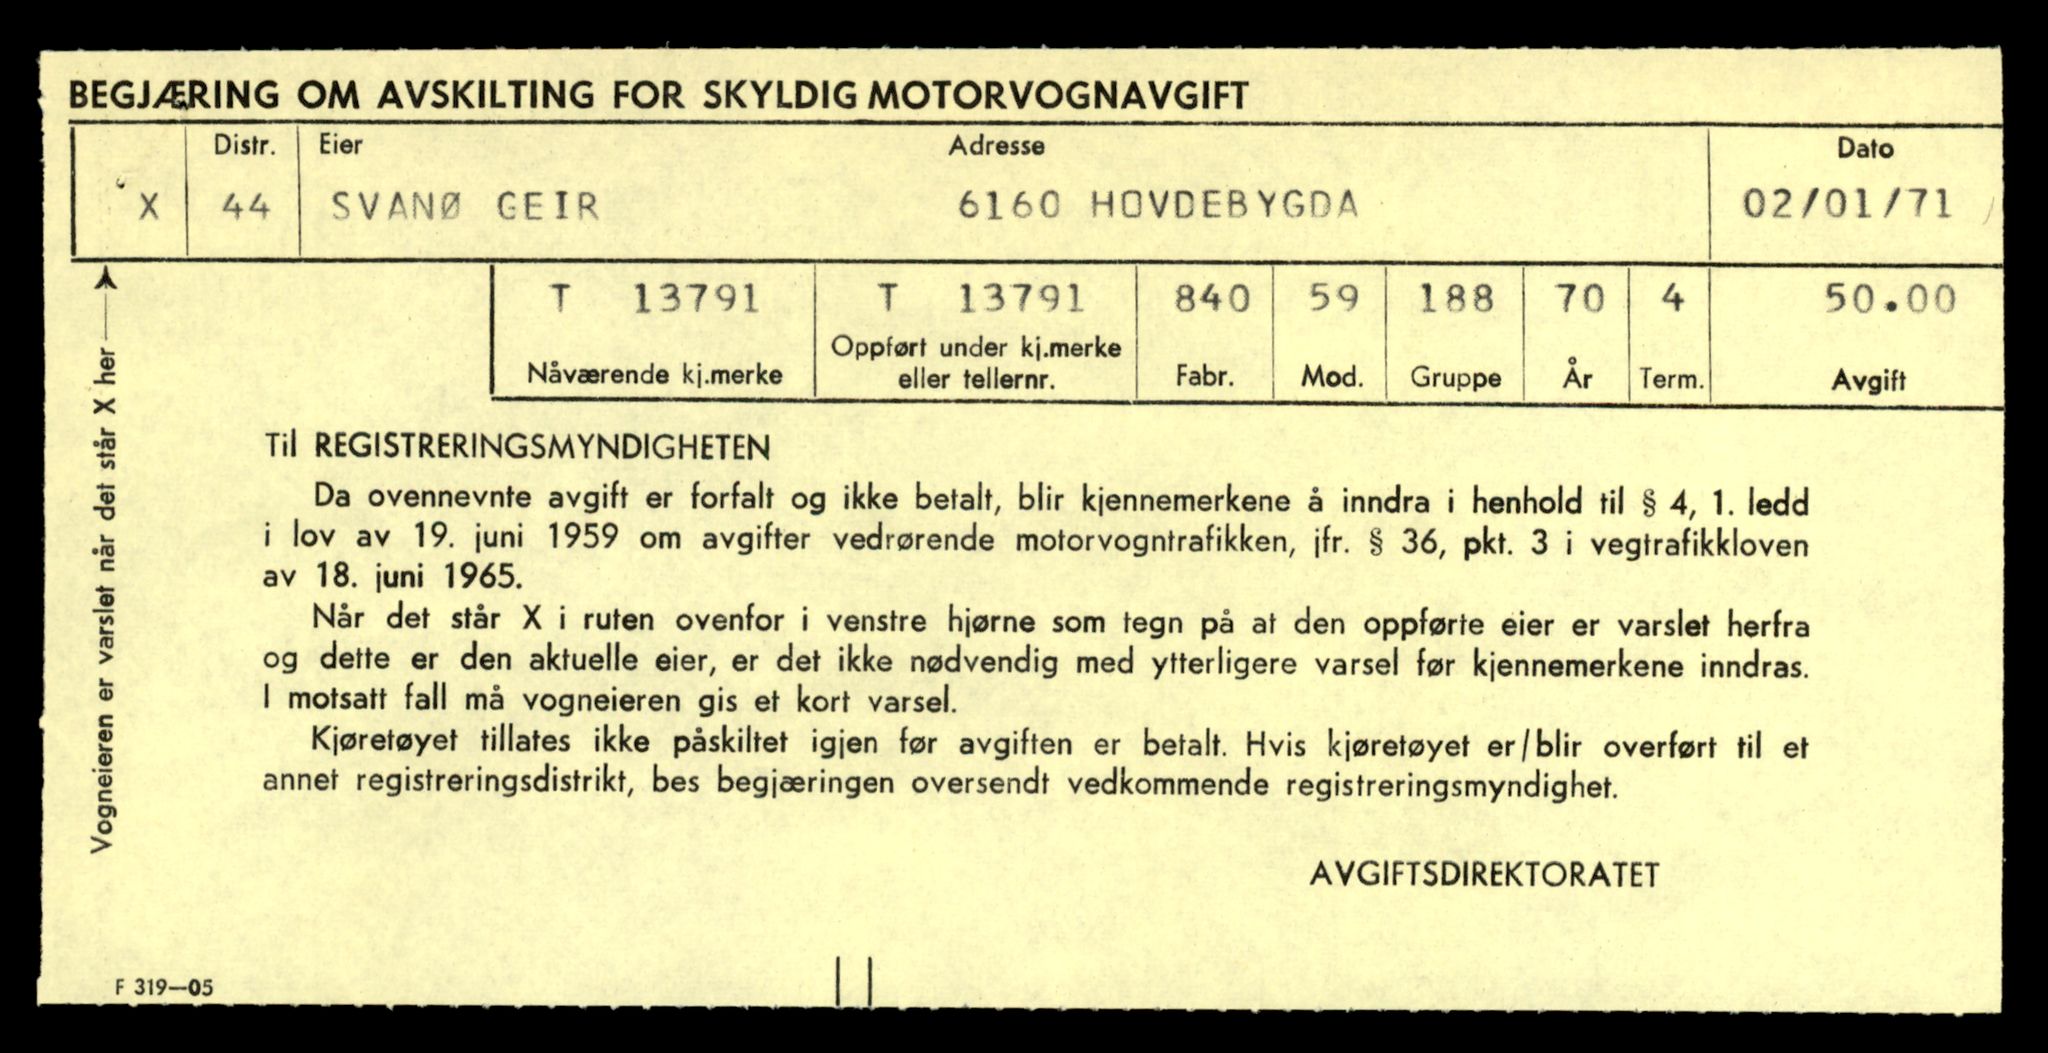 BEGJÆRING OM AVSKILTING FOR SKYLDIG MOTORVOGNAVGIFT
Distr. Eier Adresse Dato
X 44 SVANØ GEIR 6160 HOVDEBYGDA 02/01/71
T 13791 T 13791 840 59 188 70 4 50.00
Nåværende kj.merke Oppført under kj.merke eller tellernr. Fabr. Mod. Gruppe År Term. Avgift
Vogneieren er varslet når det står X her
Til REGISTRERINGSMYNDIGHETEN
Da ovennevnte avgift er forfalt og ikke betalt, blir kjennemerkene å inndra i henhold til § 4, 1. ledd
i lov av 19. juni 1959 om avgifter vedrørende motorvogntrafikken, jfr. § 36, pkt. 3 i vegtrafikkloven
av 18. juni 1965.
Når det står X i ruten ovenfor i venstre hjørne som tegn på at den oppførte eier er varslet herfra
og dette er den aktuelle eier, er det ikke nødvendig med ytterligere varsel før kjennemerkene inndras.
I motsatt fall må vogneieren gis et kort varsel.
Kjøretøyet tillates ikke påskiltet igjen før avgiften er betalt. Hvis kjøretøyet er/blir overført til et
annet registreringsdistrikt, bes begjæringen oversendt vedkommende registreringsmyndighet.
AVGIFTSDIREKTORATET
F 319—05